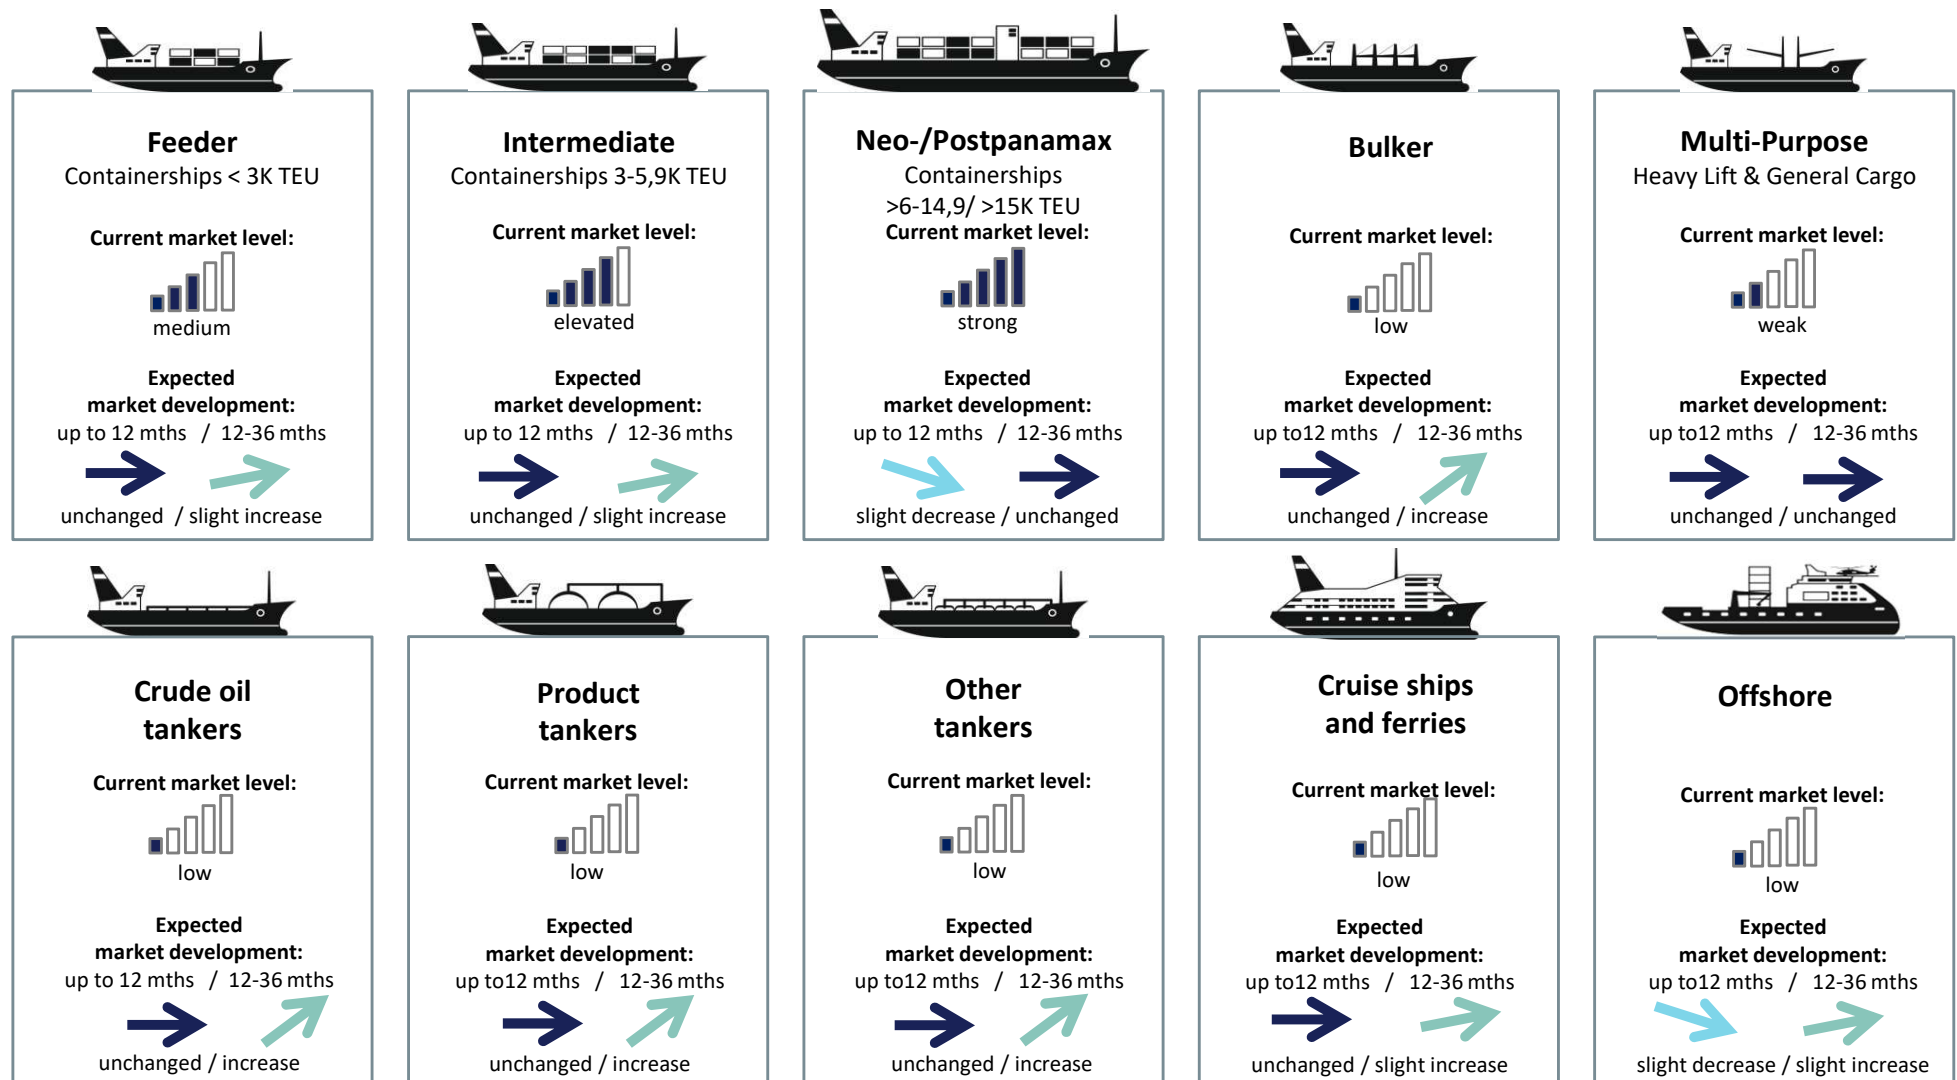 Feeder
Containerships < 3K TEU
Current market level:
medium
Expected
market development:
up to 12 mths / 12-36 mths
unchanged / slight increase
Intermediate
Containerships 3-5,9K TEU
Current market level:
elevated
Expected
market development:
up to 12 mths / 12-36 mths
unchanged / slight increase
Neo-/Postpanamax
Containerships
>6-14,9/ >15K TEU
Current market level:
strong
Expected
market development:
up to 12 mths / 12-36 mths
slight decrease / unchanged
Bulker
Current market level:
low
Expected
market development:
up to12 mths / 12-36 mths
unchanged / increase
Multi-Purpose
Heavy Lift & General Cargo
Current market level:
weak
Expected
market development:
up to12 mths / 12-36 mths
unchanged / unchanged
Crude oil
tankers
Current market level:
low
Expected
market development:
up to 12 mths / 12-36 mths
unchanged / increase
Product
tankers
Current market level:
low
Expected
market development:
up to12 mths / 12-36 mths
unchanged / increase
Other
tankers
Current market level:
low
Expected
market development:
up to12 mths / 12-36 mths
unchanged / increase
Cruise ships
and ferries
Current market level:
low
Expected
market development:
up to12 mths / 12-36 mths
unchanged / slight increase
Offshore
Current market level:
low
Expected
market development:
up to12 mths / 12-36 mths
slight decrease / slight increase